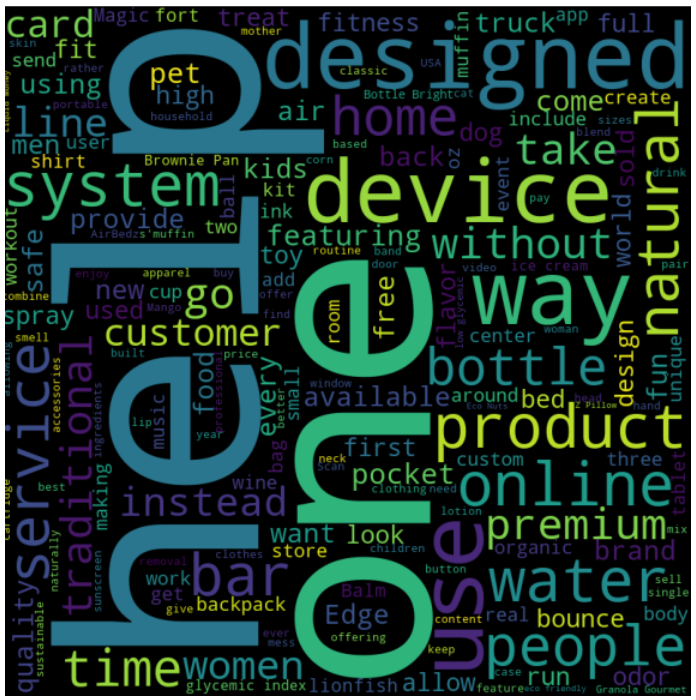 card
Magic
fort
treat
fitness
truck
app
full
skin
send
fit
rather
mother
classic
USA
muffin
using
pet
high
designed
Bottle Bright
cat
come
create
portable
line
household
air
home
include
sizes
men
user
based
dog
blend
shirt
Brownie Pan
corn
back
oz
take
sold
drink
kids
system
ball
kit
device
event
world
natural
workout
safe
provide
AirBedz
s'muffin
two
ink
featuring
pay
without
toy
routine
band
door
pair
combine
enjoy
apparel
buy
new
cup
go
add
offer
Mango
find
room
free
video
ice cream
flavor
low glycemic
way
woman
spray
used
customer
smell
built
price
food
music
professional
every
small
window
better
available
center
around
bottle
design
fun
unique
allowing
service
traditional
accessories
ingredients
lip
year
help
one
Eco Nuts
bed
Z Pillow
head
hand
product
cartridge
best
making
bag
wine
neck
Scan
first
clothing
need
pocket
custom
three
tablet
online
quality
naturally
sunscreen
instead
want
look
lotion
premium
mix
store
children
organic
brand
removal
clothes
work
get
bar
Balm
button
use
water
sell
single
sustainable
give
backpack
Edge
content
real
bounce
body
ever
mess
offering
keep
people
time
women
glycemic index
lionfish
allow
case
feature
run
eco friendly
odor
Granola Gourmet